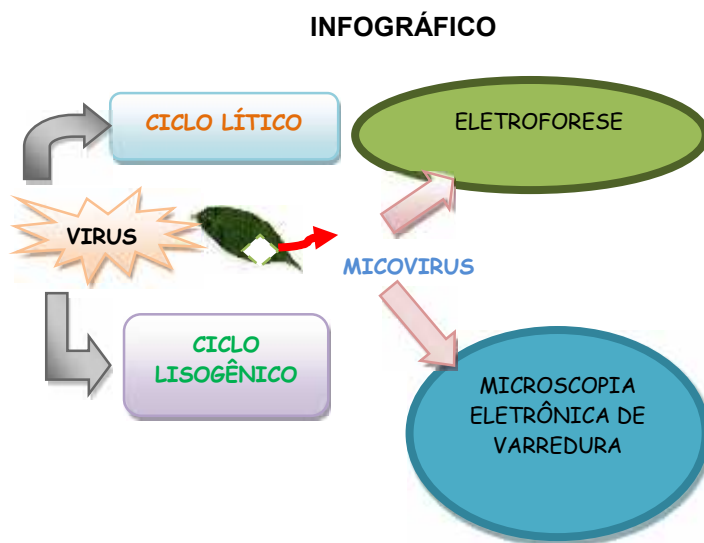 INFOGRÁFICO
CICLO LÍTICO
ELETROFORESE
VIRUS
MICOVIRUS
CICLO
LISOGÊNICO
MICROSCOPIA
ELETRÔNICA DE
VARREDURA